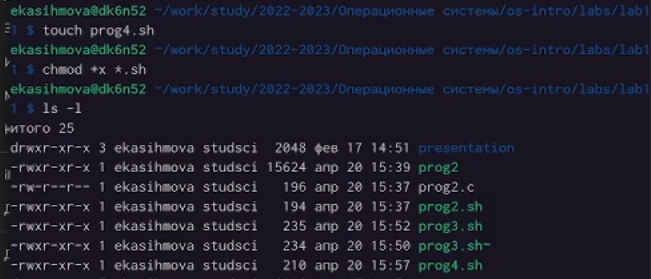 ekasihmova@dk6n52 ~/work/study/2022-2023/Операционные системы/os-intro/labs/lab1
1 $ touch prog4.sh
ekasihmova@dk6n52 ~/work/study/2022-2023/Операционные системы/os-intro/labs/lab1
1 $ chmod +x *.sh
ekasihmova@dk6n52 ~/work/study/2022-2023/Операционные системы/os-intro/labs/lab1
1 $ ls -l
итого 25
drwxr-xr-x 3 ekasihmova studsci 2048 фев 17 14:51 presentation
-rwxr-xr-x 1 ekasihmova studsci 15624 апр 20 15:39 prog2
-rw-r--r-- 1 ekasihmova studsci 196 апр 20 15:37 prog2.c
-rwxr-xr-x 1 ekasihmova studsci 194 апр 20 15:37 prog2.sh
-rwxr-xr-x 1 ekasihmova studsci 235 апр 20 15:52 prog3.sh
-rwxr-xr-x 1 ekasihmova studsci 234 апр 20 15:50 prog3.sh~
-rwxr-xr-x 1 ekasihmova studsci 210 апр 20 15:57 prog4.sh